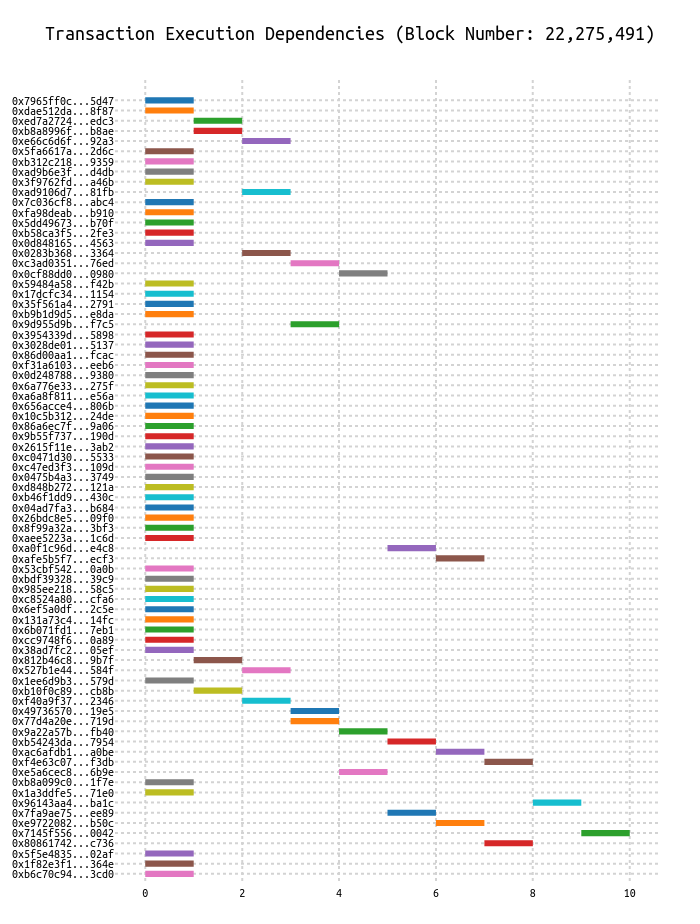 Transaction Execution Dependencies (Block Number: 22,275,491)
0x7965ff0c...5d47
0xdae512da...8f87
0xed7a2724...edc3
0xb8a8996f...b8ae
0xe66c6d6f...92a3
0x5fa6617a...2d6c
0xb312c218...9359
0xad9b6e3f...d4db
0x3f9762fd...a46b
0xad9106d7...81fb
0x7c036cf8...abc4
0xfa98deab...b910
0x5dd49673...b70f
0xb58ca3f5...2fe3
0x0d848165...4563
0x0283b368...3364
0xc3ad0351...76ed
0x0cf88dd0...0980
0x59484a58...f42b
0x17dcfc34...1154
0x35f561a4...2791
0xb9b1d9d5...e8da
0x9d955d9b...f7c5
0x3954339d...5898
0x3028de01...5137
0x86d00aa1...fcac
0xf31a6103...eeb6
0x0d248788...9380
0x6a776e33...275f
0xa6a8f811...e56a
0x656acce4...806b
0x10c5b312...24de
0x86a6ec7f...9a06
0x9b55f737...190d
0x2615f11e...3ab2
0xc0471d30...5533
0xc47ed3f3...109d
0x0475b4a3...3749
0xd848b272...121a
0xb46f1dd9...430c
0x04ad7fa3...b684
0x26bdc8e5...09f0
0x8f99a32a...3bf3
0xaee5223a...1c6d
0xa0f1c96d...e4c8
0xafe5b5f7...ecf3
0x53cbf542...0a0b
0xbdf39328...39c9
0x985ee218...58c5
0xc8524a80...cfa6
0x6ef5a0df...2c5e
0x131a73c4...14fc
0x6b071fd1...7eb1
0xcc9748f6...0a89
0x38ad7fc2...05ef
0x812b46c8...9b7f
0x527b1e44...584f
0x1ee6d9b3...579d
0xb10f0c89...cb8b
0xf40a9f37...2346
0x49736570...19e5
0x77d4a20e...719d
0x9a22a57b...fb40
0xb54243da...7954
0xac6afdb1...a0be
0xf4e63c07...f3db
0xe5a6cec8...6b9e
0xb8a099c0...1f7e
0x1a3ddfe5...71e0
0x96143aa4...ba1c
0x7fa9ae75...ee89
0xe9722082...b50c
0x7145f556...0042
0x80861742...c736
0x5f5e4835...02af
0x1f82e3f1...364e
0xb6c70c94...3cd0
0 2 4 6 8 10